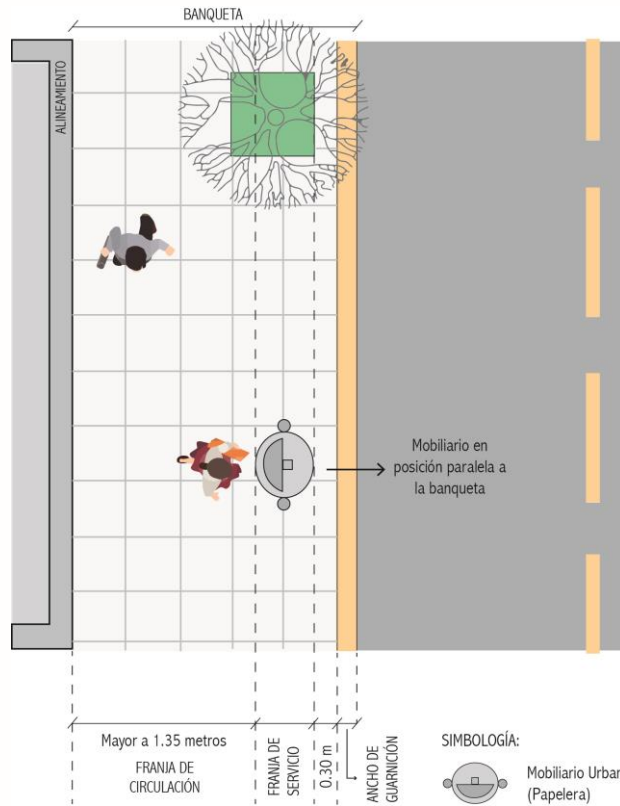 BANQUETA
ALINEAMIENTO
Mobiliario en
posición paralela a
la banqueta
Mayor a 1.35 metros
FRANJA DE
CIRCULACIÓN
FRANJA DE
SERVICIO
0.30 m
ANCHO DE
GUARNICIÓN
SIMBOLOGÍA:
Mobiliario Urbar
(Papelera)